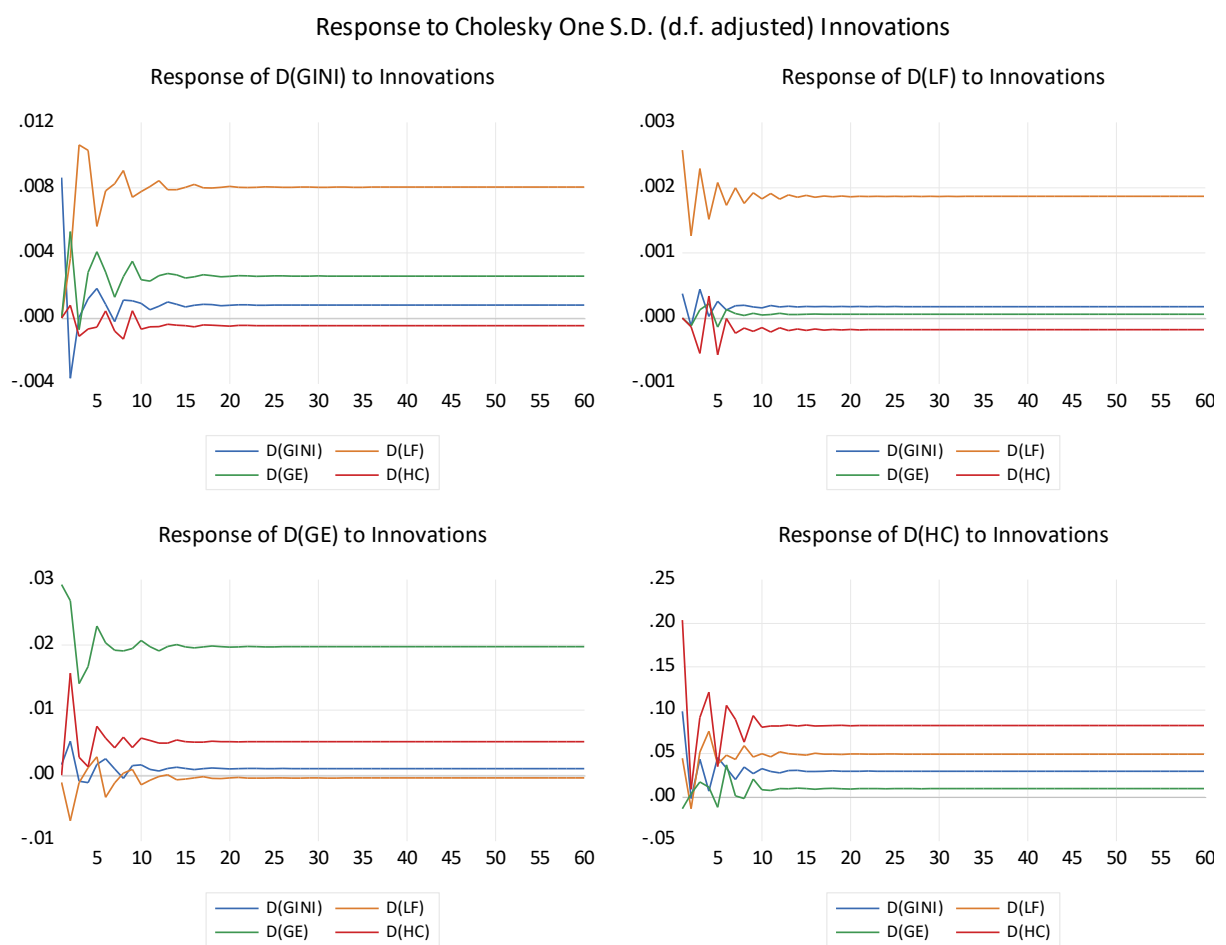 Response to Cholesky One S.D. (d.f. adjusted) Innovations
Response of D(GINI) to Innovations
.012
.008
.004
.000
-.004
5 10 15 20 25 30 35 40 45 50 55 60
D(GINI) D(LF)
D(GE) D(HC)
Response of D(LF) to Innovations
.003
.002
.001
.000
-.001
5 10 15 20 25 30 35 40 45 50 55 60
D(GINI) D(LF)
D(GE) D(HC)
Response of D(GE) to Innovations
.03
.02
.01
.00
-.01
5 10 15 20 25 30 35 40 45 50 55 60
D(GINI) D(LF)
D(GE) D(HC)
Response of D(HC) to Innovations
.25
.20
.15
.10
.05
.00
-.05
5 10 15 20 25 30 35 40 45 50 55 60
D(GINI) D(LF)
D(GE) D(HC)